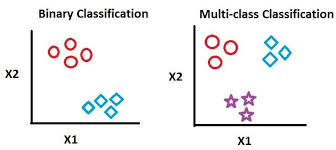 Binary Classification
X2
X1
Multi-class Classification
X2
X1